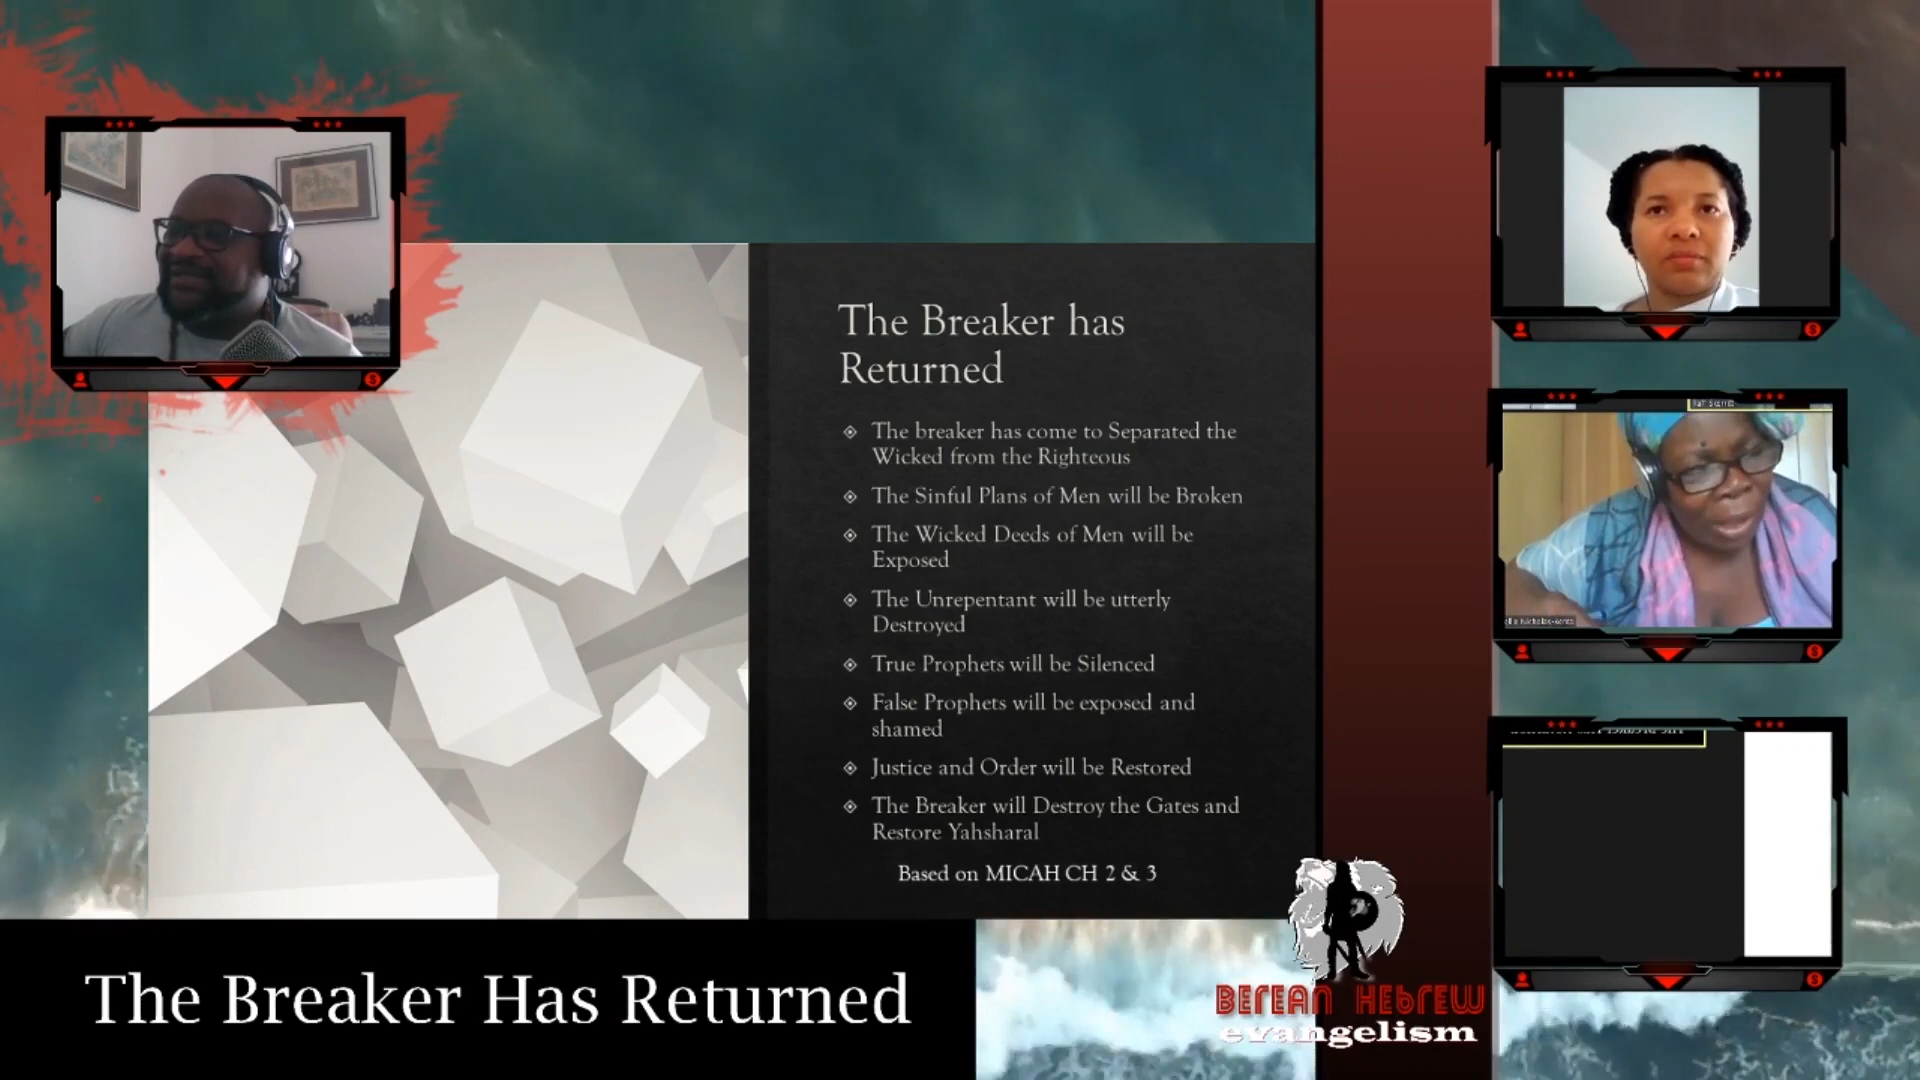 The Breaker has
Returned
The breaker has come to Separated the
Wicked from the Righteous
The Sinful Plans of Men will be Broken
The Wicked Deeds of Men will be
Exposed
The Unrepentant will be utterly
Destroyed
True Prophets will be Silenced
False Prophets will be exposed and
shamed
Justice and Order will be Restored
The Breaker will Destroy the Gates and
Restore Yahsharal
Based on MICAH CH 2 & 3
The Breaker Has Returned
BEREAN HEBREW
evangelism